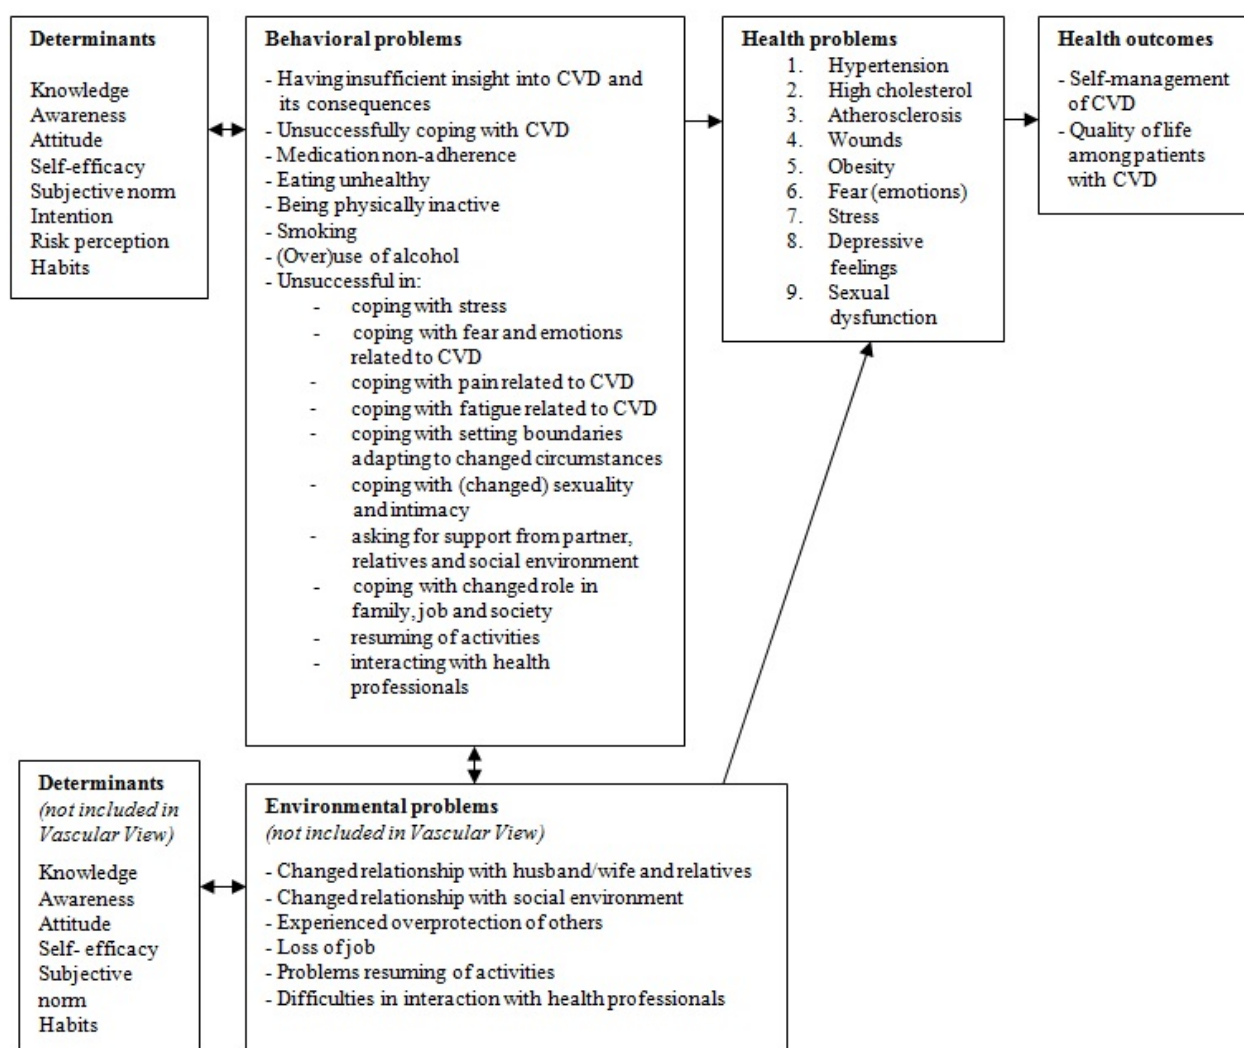 Determinants
Knowledge
Awareness
Attitude
Self-efficacy
Subjective norm
Intention
Risk perception
Habits
Behavioral problems
- Having insufficient insight into CVD and
its consequences
- Unsuccessfully coping with CVD
- Medication non-adherence
- Eating unhealthy
- Being physically inactive
- Smoking
- (Over)use of alcohol
- Unsuccessful in:
- coping with stress
- coping with fear and emotions
related to CVD
- coping with pain related to CVD
- coping with fatigue related to CVD
- coping with setting boundaries
adapting to changed circumstances
- coping with (changed) sexuality
and intimacy
- asking for support from partner,
relatives and social environment
- coping with changed role in
family, job and society
- resuming of activities
- interacting with health
professionals
Health problems
1. Hypertension
2. High cholesterol
3. Atherosclerosis
4. Wounds
5. Obesity
6. Fear (emotions)
7. Stress
8. Depressive
feelings
9. Sexual
dysfunction
Health outcomes
- Self-management
of CVD
- Quality of life
among patients
with CVD
Determinants
(not included in
Vascular View)
Knowledge
Awareness
Attitude
Self- efficacy
Subjective
norm
Habits
Environmental problems
(not included in Vascular View)
- Changed relationship with husband/wife and relatives
- Changed relationship with social environment
- Experienced overprotection of others
- Loss of job
- Problems resuming of activities
- Difficulties in interaction with health professionals